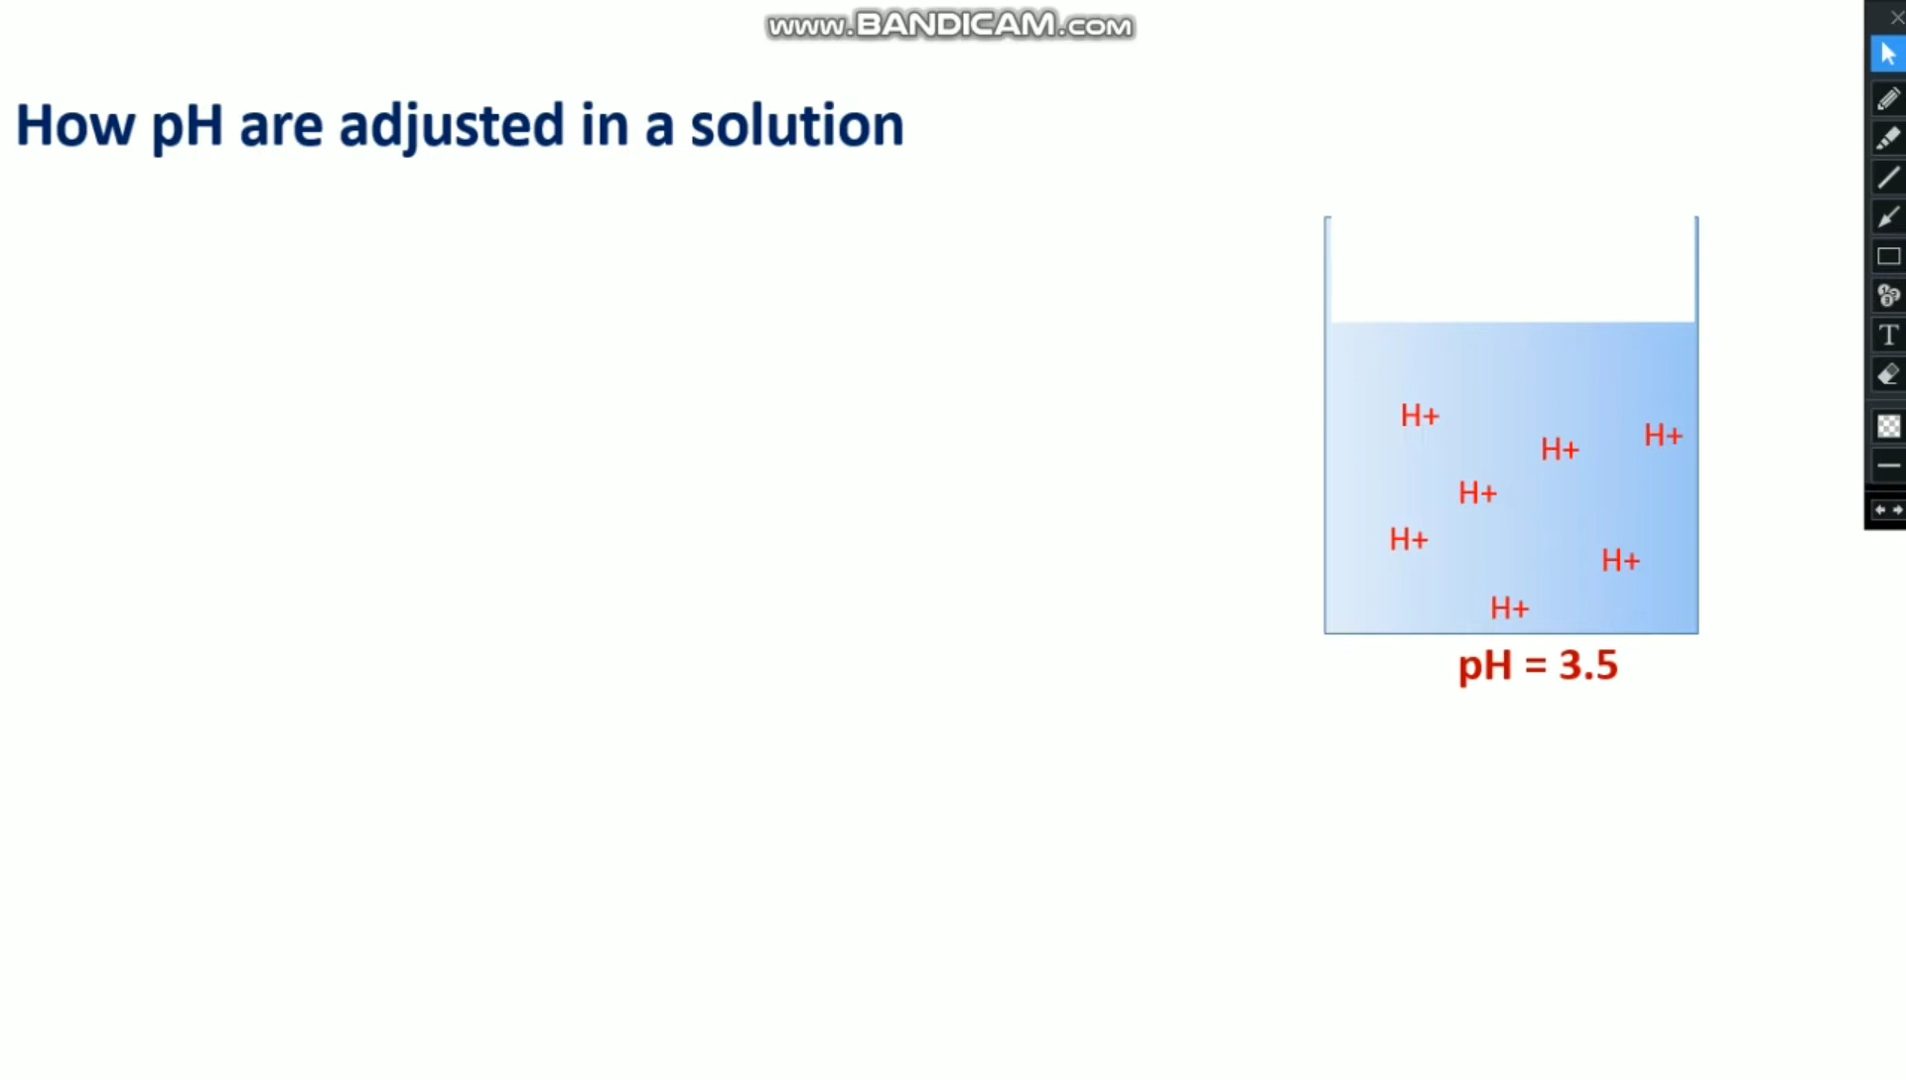 www.BANDICAM.com
How pH are adjusted in a solution
H+
H+
H+
H+
H+
H+
H+
pH = 3.5
T